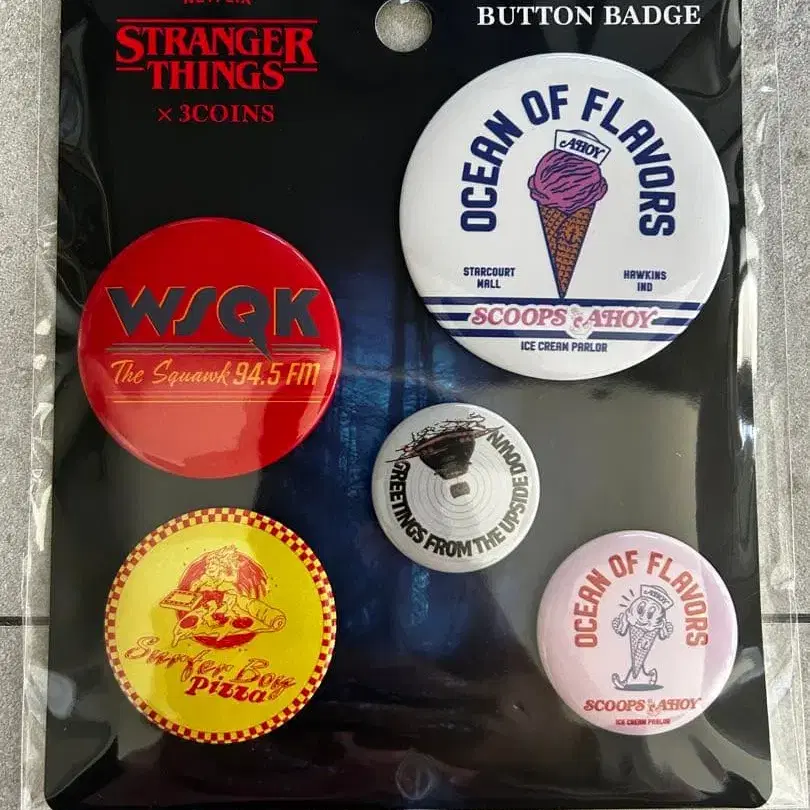 NETFLIX
STRANGER
THINGS
× 3COINS
BUTTON BADGE
OCEAN OF FLAVORS
AHOY
STARCOURT
MALL
HAWKINS
IND
SCOOPS AHOY
ICE CREAM PARLOR
WSQK
The Squawk 94.5 FM
GREETINGS FROM THE UPSIDE DOWN
Surfer Boy
Pizza
OCEAN OF FLAVORS
AHOY
SCOOPS AHOY
ICE CREAM PARLOR